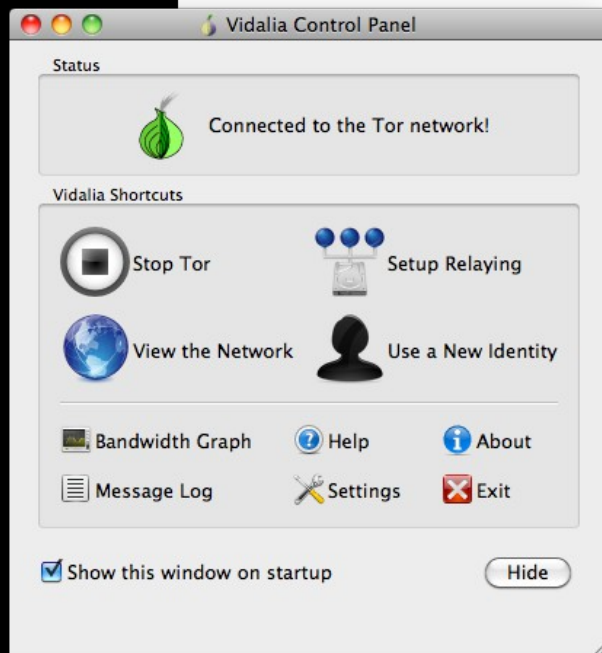 Vidalia Control Panel
Status
Connected to the Tor network!
Vidalia Shortcuts
Stop Tor
Setup Relaying
View the Network
Use a New Identity
Bandwidth Graph
Help
About
Message Log
Settings
Exit
Show this window on startup
Hide